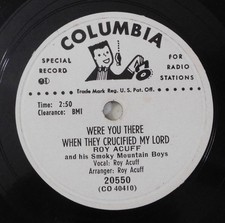 COLUMBIA
SPECIAL
RECORD
FOR
RADIO
STATIONS
Trade Mark Reg. U. S. Pat. Off.
Time: 2:50
Clearance: BMI
WERE YOU THERE
WHEN THEY CRUCIFIED MY LORD
ROY ACUFF
and his Smoky Mountain Boys
Vocal: Roy Acuff
Arranger: Roy Acuff
20550
(CO 40410)